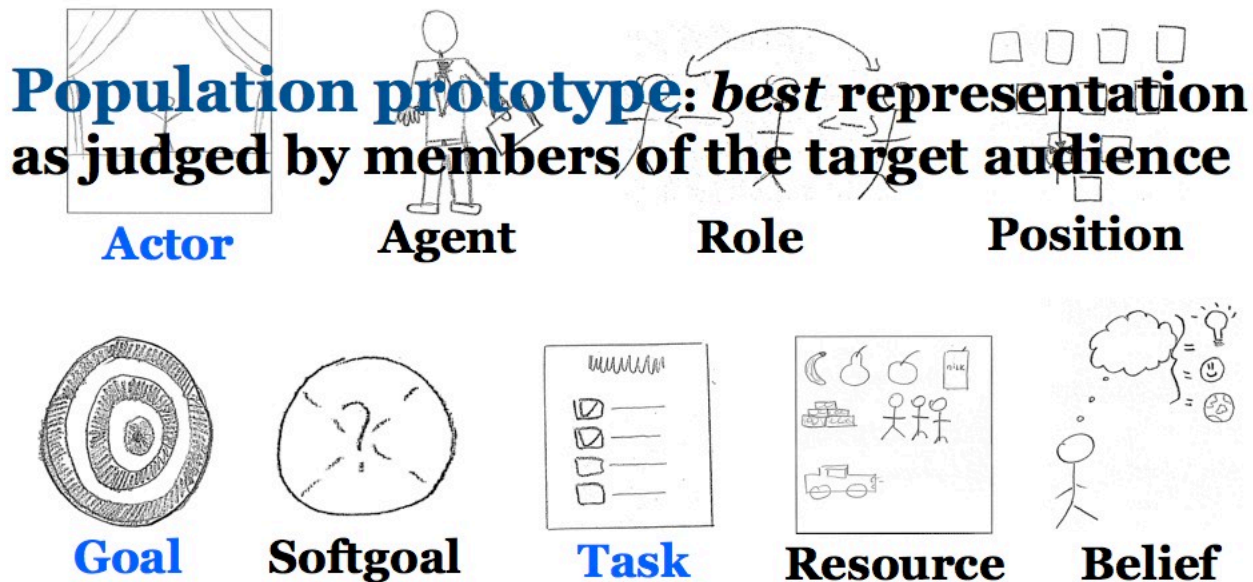 Population prototype: best representation
as judged by members of the target audience
Actor Agent Role Position
MILK
Goal Softgoal Task Resource Belief